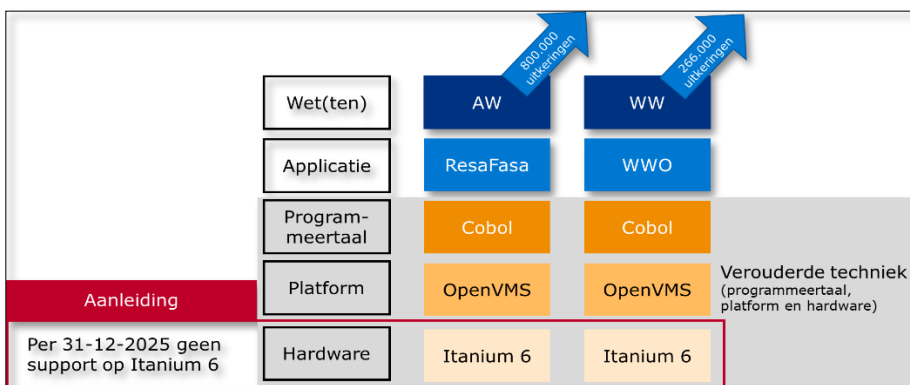 800.000
uitkeringen
266.000
uitkeringen
Wet(ten)
AW
WW
Applicatie
ResaFasa
WWO
Program-
meertaal
Cobol
Cobol
Platform
OpenVMS
OpenVMS
Verouderde techniek
(programmeertaal,
platform en hardware)
Aanleiding
Per 31-12-2025 geen
support op Itanium 6
Hardware
Itanium 6
Itanium 6